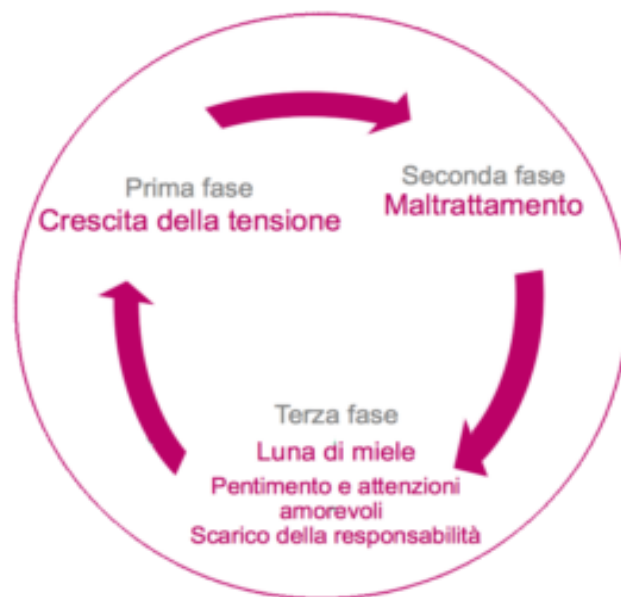 Prima fase
Crescita della tensione
Seconda fase
Maltrattamento
Terza fase
Luna di miele
Pentimento e attenzioni
amorevoli
Scarico della responsabilità